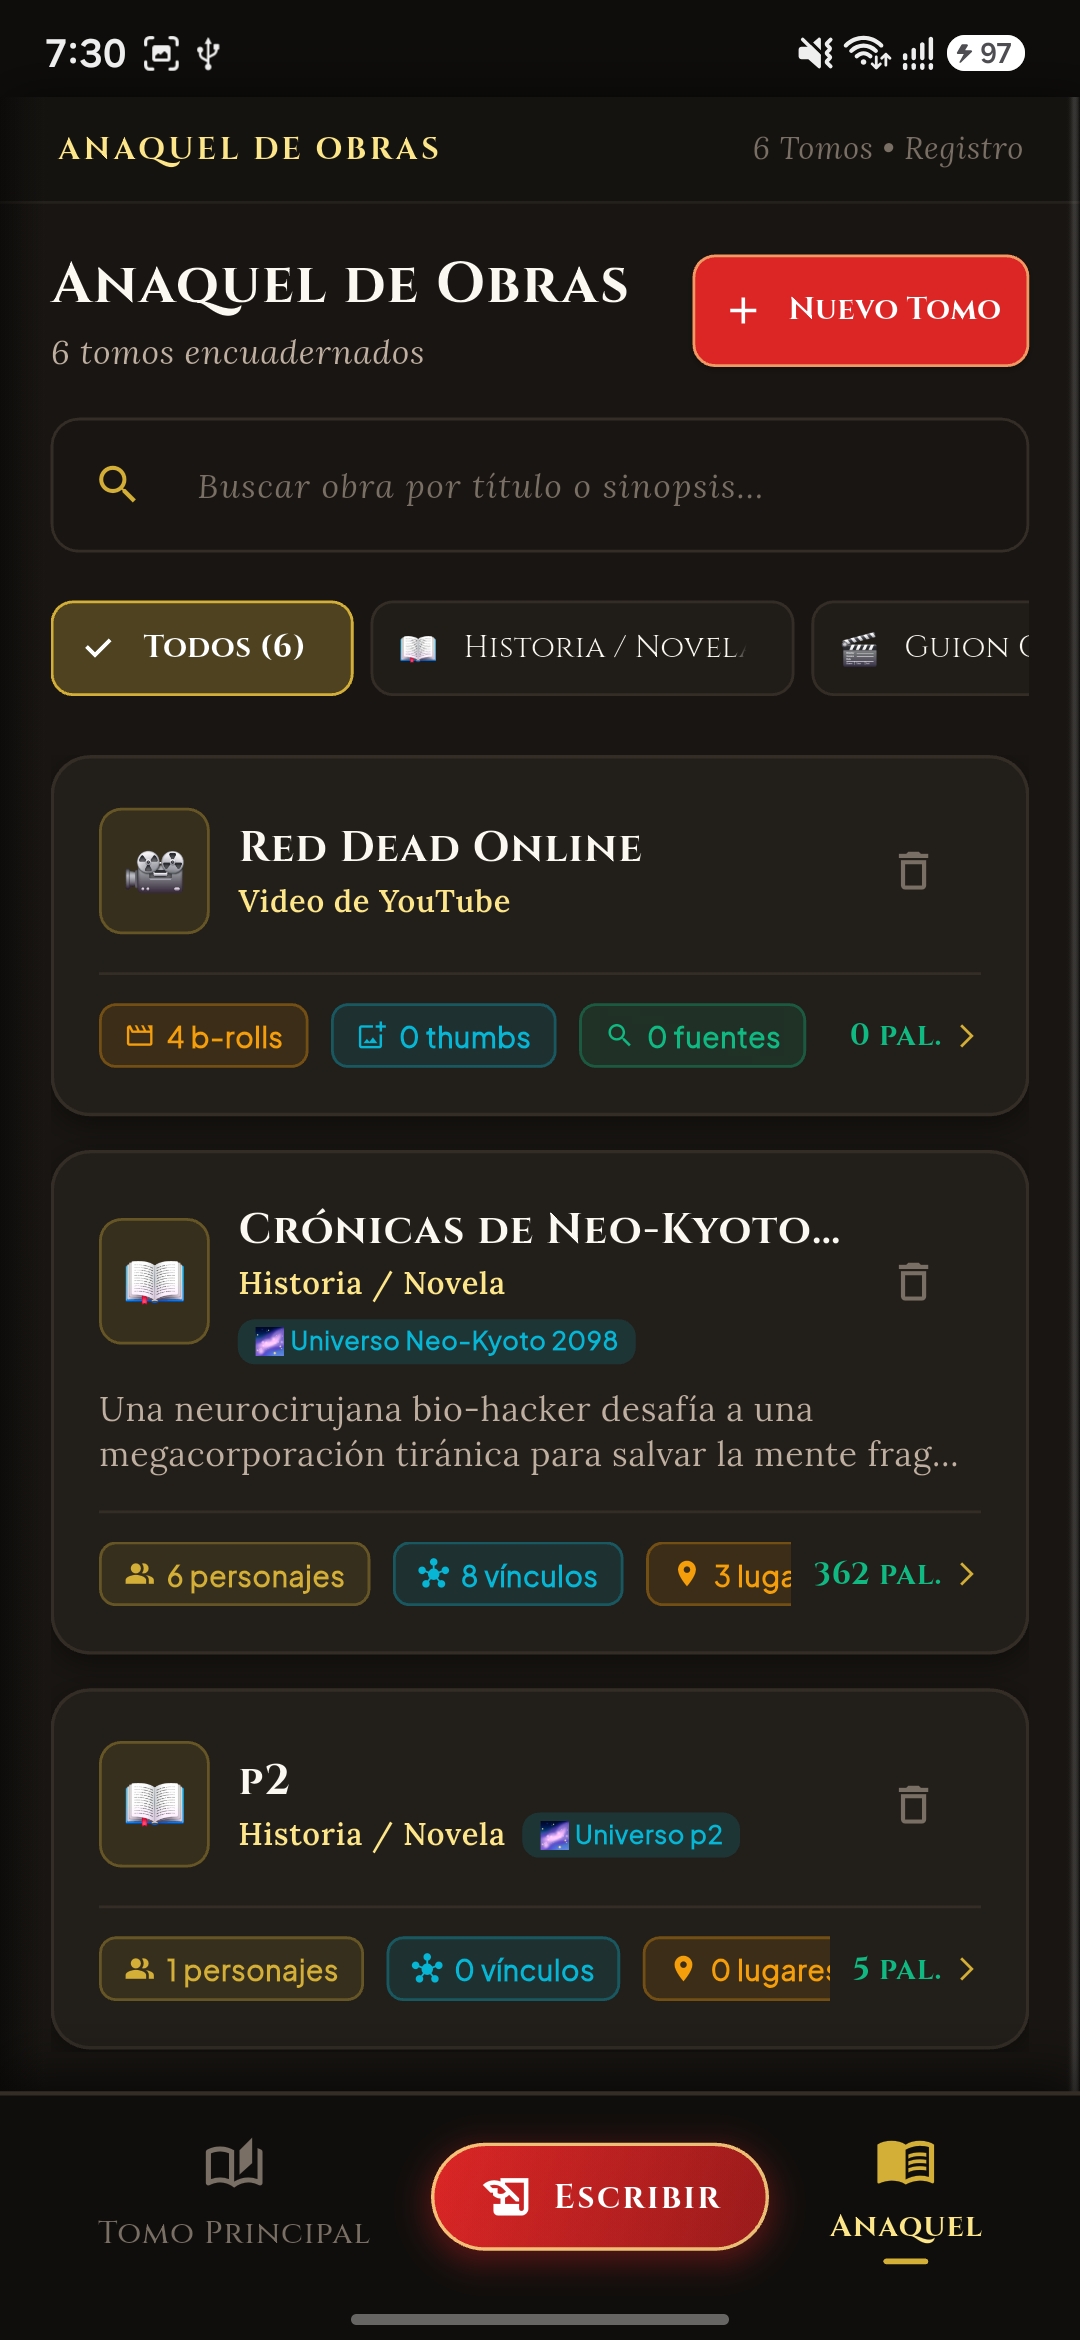 7:30
97
ANAQUEL DE OBRAS
6 Tomos • Registro
ANAQUEL DE OBRAS
6 tomos encuadernados
+ NUEVO TOMO
Buscar obra por título o sinopsis...
TODOS (6)
HISTORIA / NOVELA
GUION
RED DEAD ONLINE
Video de YouTube
4 b-rolls
0 thumbs
0 fuentes
0 PAL.
CRÓNICAS DE NEO-KYOTO...
Historia / Novela
Universo Neo-Kyoto 2098
Una neurocirujana bio-hacker desafía a una
megacorporación tiránica para salvar la mente frag...
6 personajes
8 vínculos
3 luga
362 PAL.
P2
Historia / Novela
Universo p2
1 personajes
0 vínculos
0 lugares
5 PAL.
TOMO PRINCIPAL
ESCRIBIR
ANAQUEL